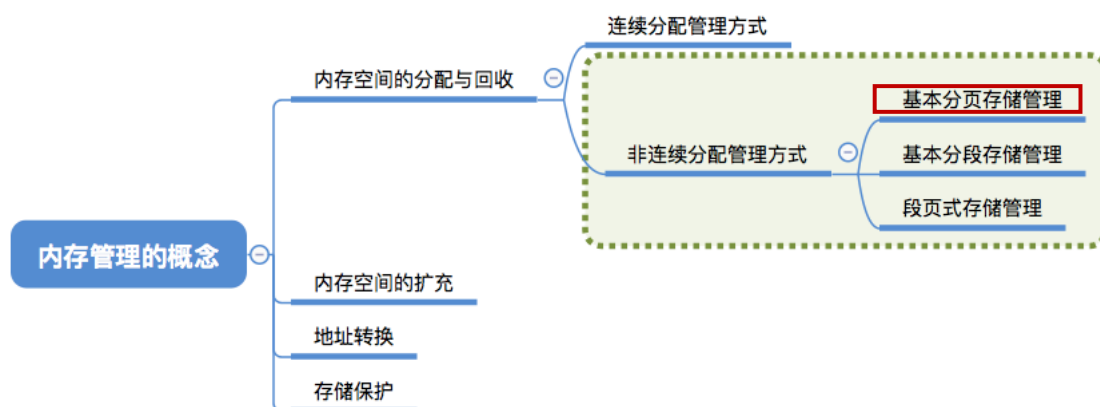 连续分配管理方式
内存空间的分配与回收
基本分页存储管理
非连续分配管理方式
基本分段存储管理
段页式存储管理
内存管理的概念
内存空间的扩充
地址转换
存储保护